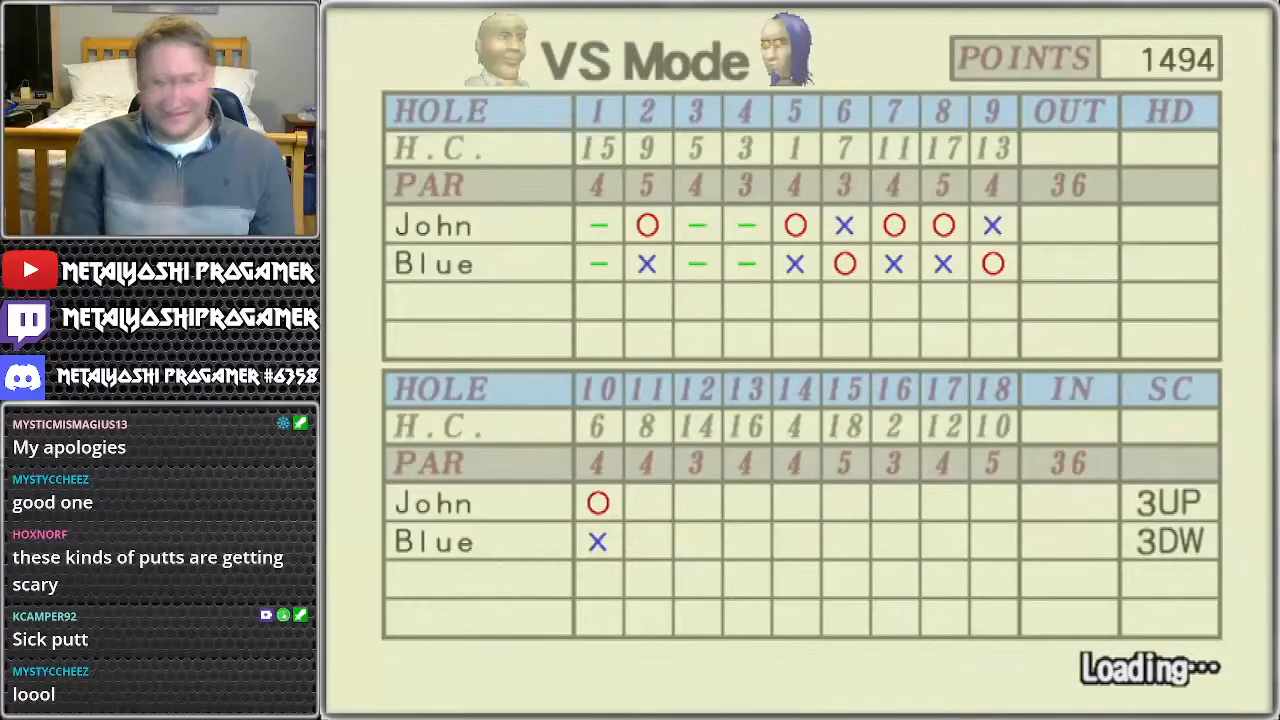 VS Mode
POINTS 1494
HOLE 1 2 3 4 5 6 7 8 9 OUT HD
H.C. 15 9 5 3 1 7 11 17 13
PAR 4 5 4 3 4 3 4 5 4 36
John – O – – O X O O X
Blue – X – – X O X X O
HOLE 10 11 12 13 14 15 16 17 18 IN SC
H.C. 6 8 14 16 4 18 2 12 10
PAR 4 4 3 4 4 5 3 4 5 36
John O 3UP
Blue X 3DW
Loading...
METALYOSHI PROGAMER
METALYOSHIPROGAMER
METALYOSHI PROGAMER #6358
MYSTICMISMAGIUS13
My apologies
MYSTYCCHEEZ
good one
HOXNORF
these kinds of putts are getting
scary
KCAMPER92
Sick putt
MYSTYCCHEEZ
loool